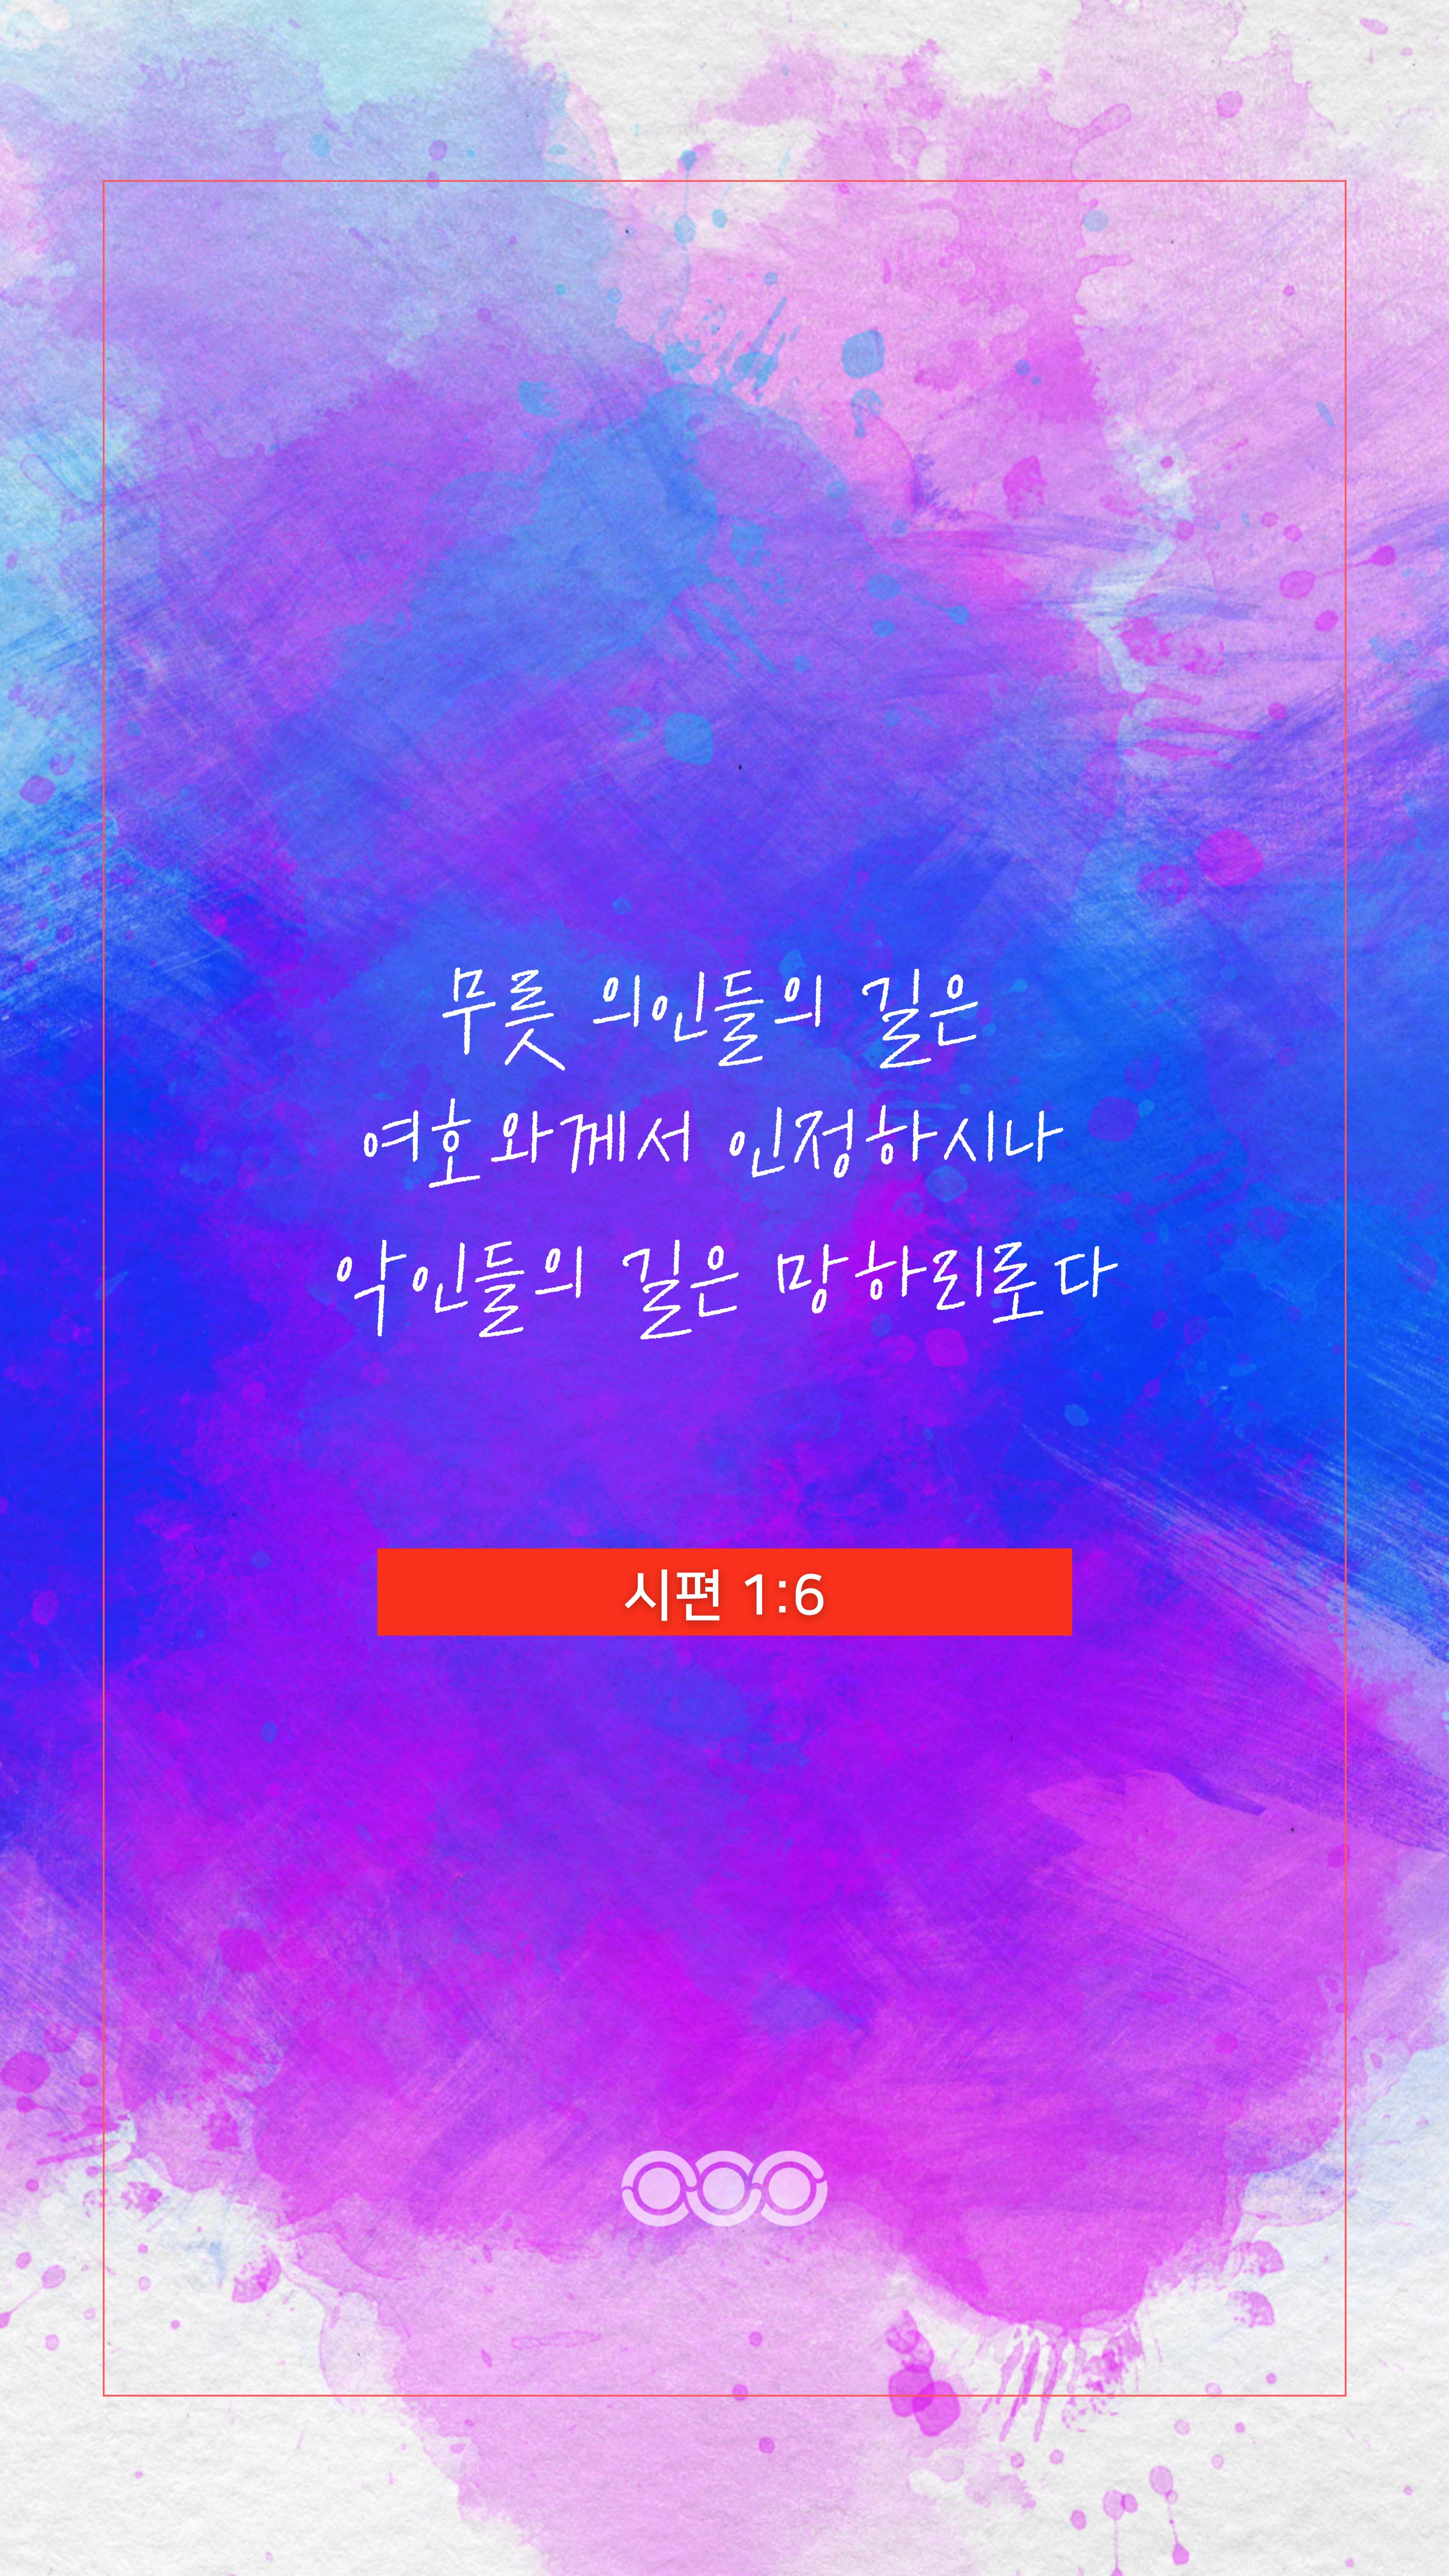 무릇 의인들의 길은
여호와께서 인정하시나
악인들의 길은 망하리로다
시편 1:6